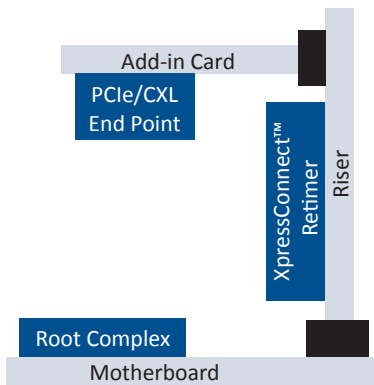 Add-in Card
PCIe/CXL
End Point
XpressConnect™
Retimer
Riser
Root Complex
Motherboard